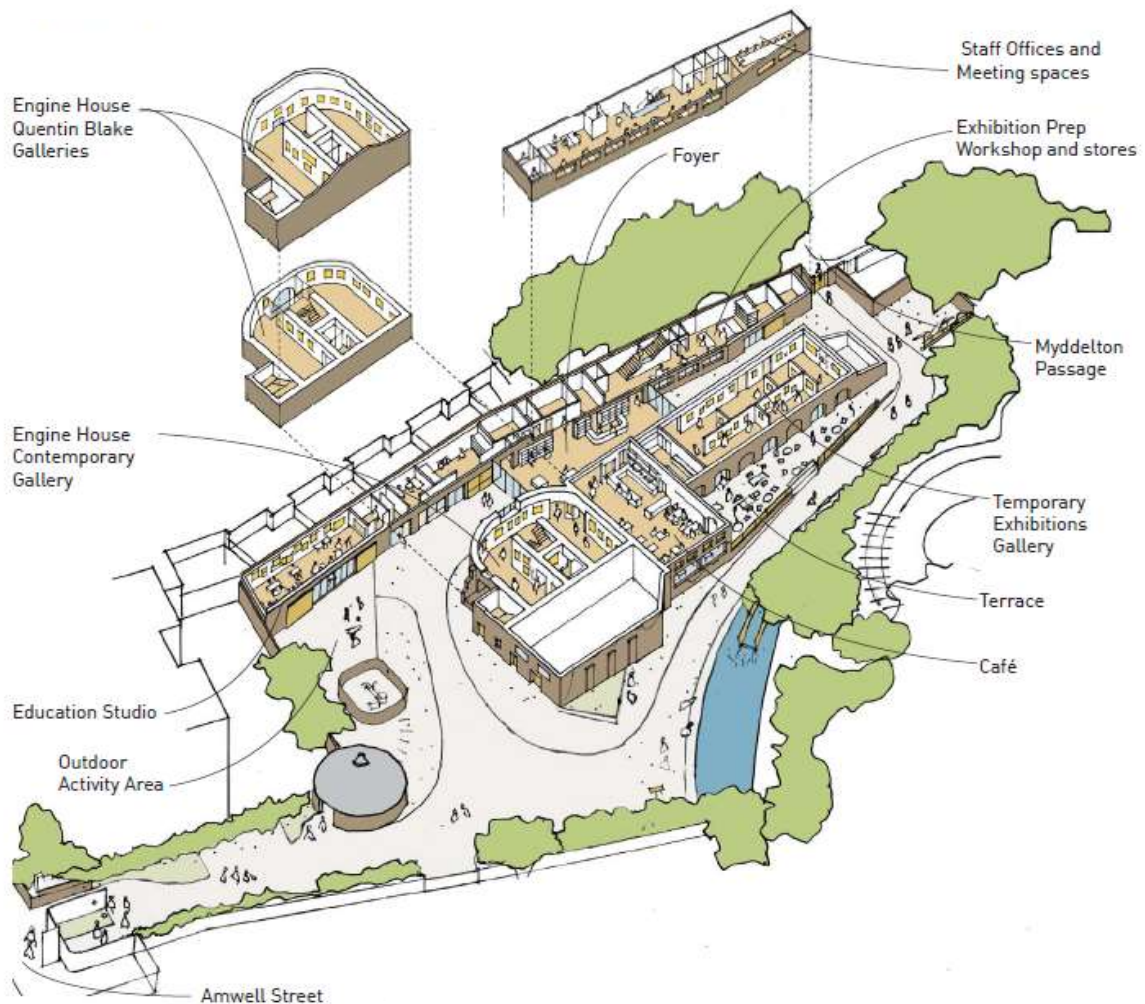 Staff Offices and
Meeting spaces
Engine House
Quentin Blake
Galleries
Exhibition Prep
Workshop and stores
Foyer
Myddelton
Passage
Engine House
Contemporary
Gallery
Temporary
Exhibitions
Gallery
Terrace
Café
Education Studio
Outdoor
Activity Area
Amwell Street